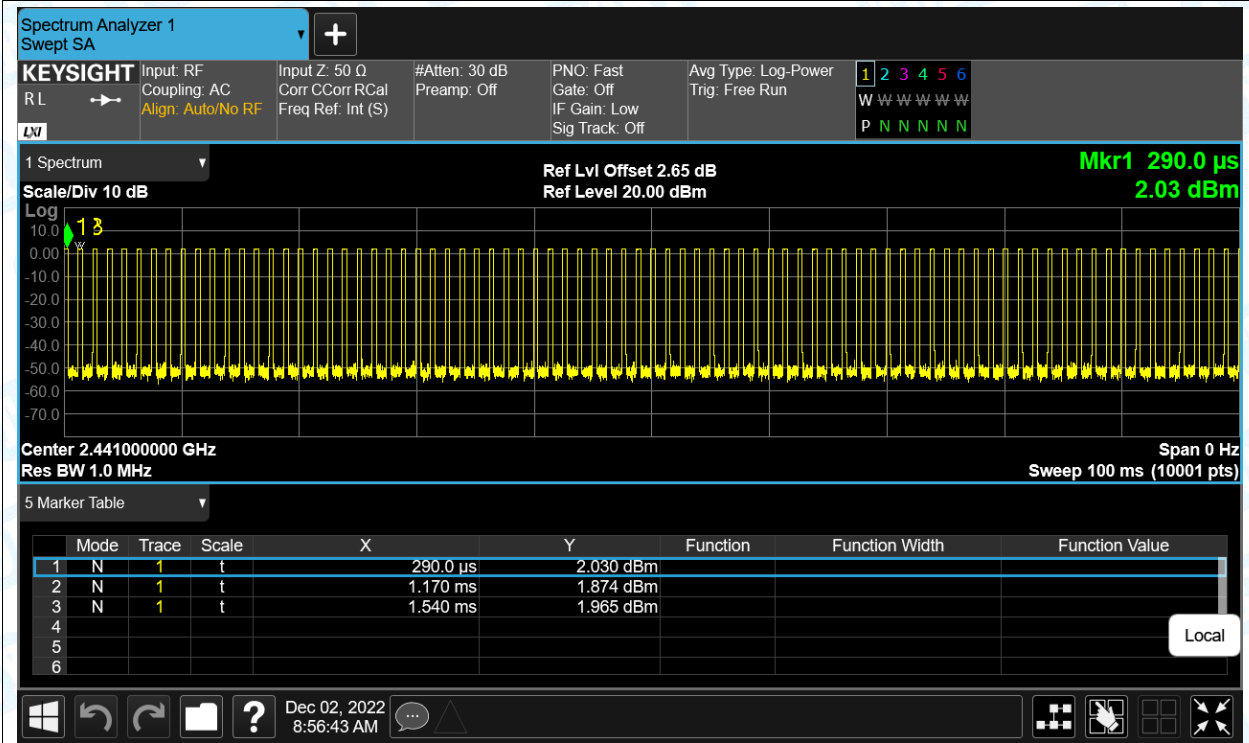 Spectrum Analyzer 1
Swept SA
KEYSIGHT
R L
LXI
Input: RF
Coupling: AC
Align: Auto/No RF
Input Z: 50 Ω
Corr CCorr RCal
Freq Ref: Int (S)
#Atten: 30 dB
Preamp: Off
PNO: Fast
Gate: Off
IF Gain: Low
Sig Track: Off
Avg Type: Log-Power
Trig: Free Run
1 2 3 4 5 6
W W W W W W
P N N N N N
1 Spectrum
Scale/Div 10 dB
Ref Lvl Offset 2.65 dB
Ref Level 20.00 dBm
Mkr1 290.0 µs
2.03 dBm
Log
10.0
0.00
-10.0
-20.0
-30.0
-40.0
-50.0
-60.0
-70.0
W
Center 2.441000000 GHz
Res BW 1.0 MHz
Span 0 Hz
Sweep 100 ms (10001 pts)
5 Marker Table
Mode Trace Scale X Y Function Function Width Function Value
1 N 1 t 290.0 µs 2.030 dBm
2 N 1 t 1.170 ms 1.874 dBm
3 N 1 t 1.540 ms 1.965 dBm
4
5
6
Local
?
Dec 02, 2022
8:56:43 AM